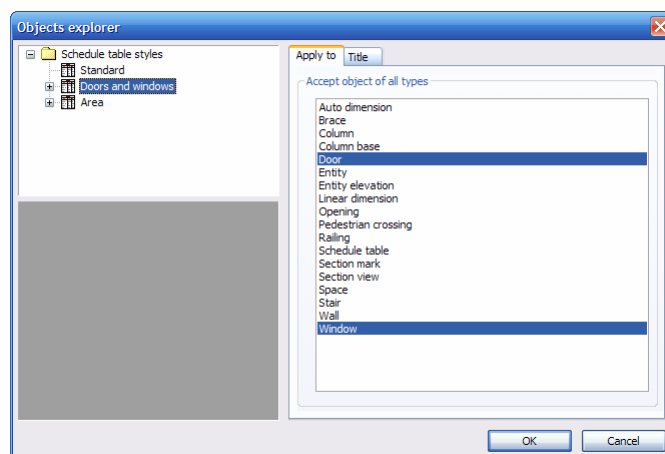 Objects explorer
Schedule table styles
Standard
Doors and windows
Area
Apply to
Title
Accept object of all types
Auto dimension
Brace
Column
Column base
Door
Entity
Entity elevation
Linear dimension
Opening
Pedestrian crossing
Railing
Schedule table
Section mark
Section view
Space
Stair
Wall
Window
OK
Cancel